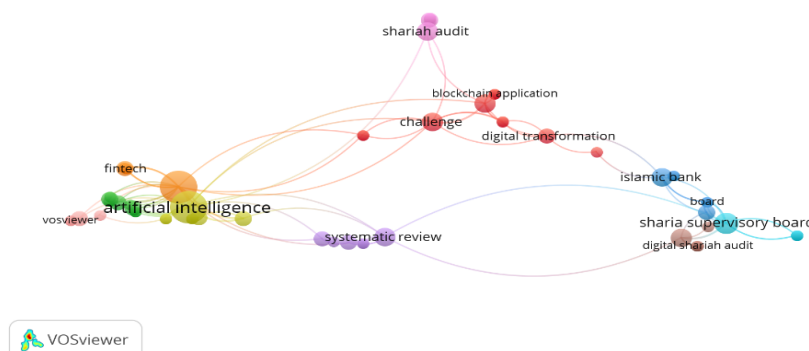 shariah audit
blockchain application
challenge
digital transformation
fintech
islamic bank
artificial intelligence
board
vosviewer
sharia supervisory board
systematic review
digital shariah audit
VOSviewer